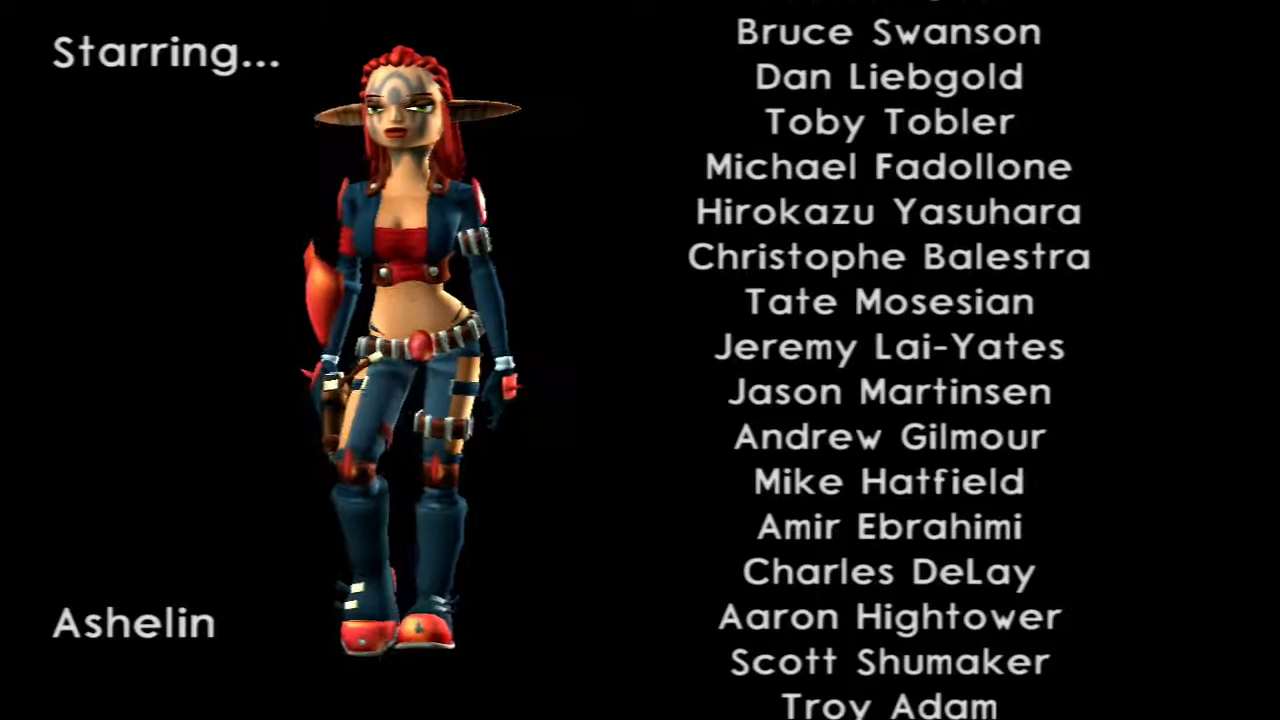 Starring...
Ashelin
Bruce Swanson
Dan Liebgold
Toby Tobler
Michael Fadollone
Hirokazu Yasuhara
Christophe Balestra
Tate Mosesian
Jeremy Lai-Yates
Jason Martinsen
Andrew Gilmour
Mike Hatfield
Amir Ebrahimi
Charles DeLay
Aaron Hightower
Scott Shumaker
Troy Adam